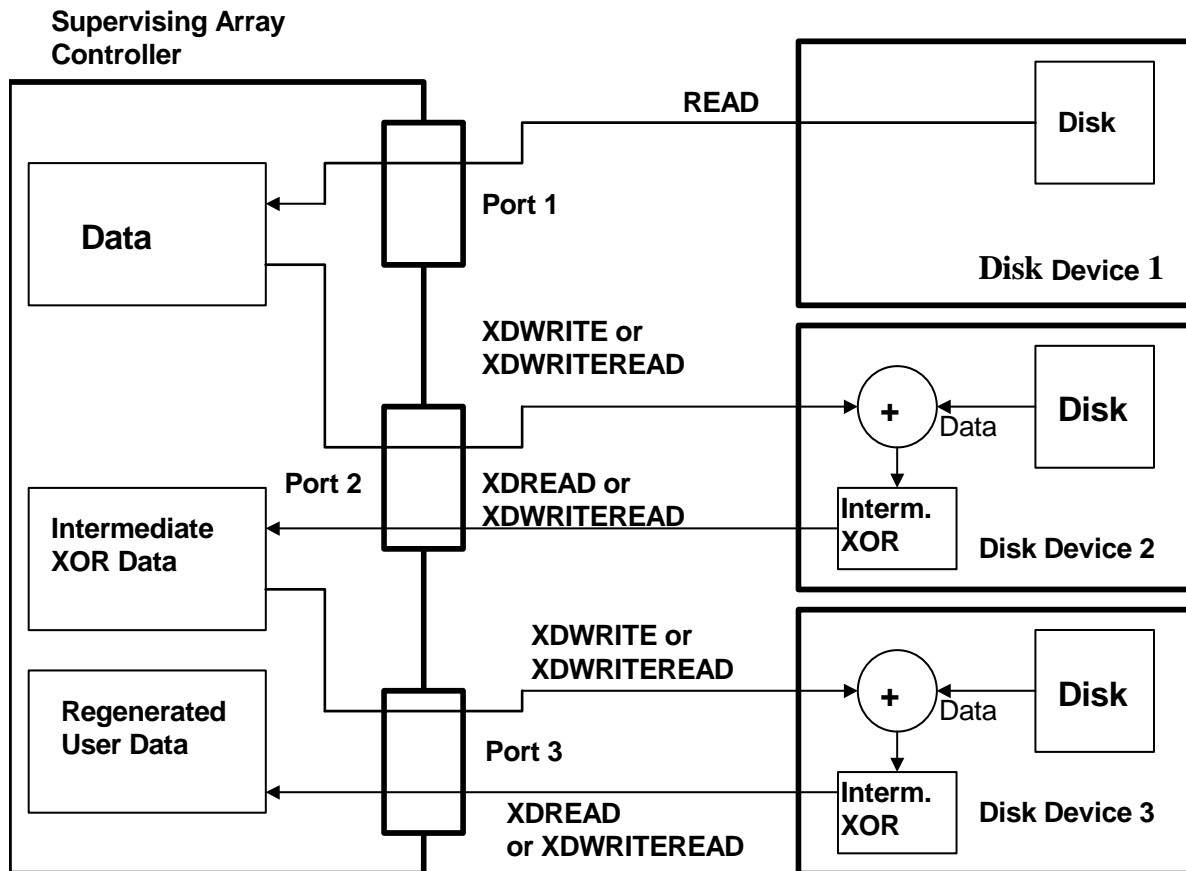 Supervising Array
Controller
READ
Disk
Data
Port 1
Disk Device 1
XDWRITE or
XDWRITEREAD
+
Data
Disk
Port 2
XDREAD or
XDWRITEREAD
Intermediate
XOR Data
Interm.
XOR
Disk Device 2
XDWRITE or
XDWRITEREAD
+
Data
Disk
Regenerated
User Data
Port 3
Interm.
XOR
Disk Device 3
XDREAD
or XDWRITEREAD